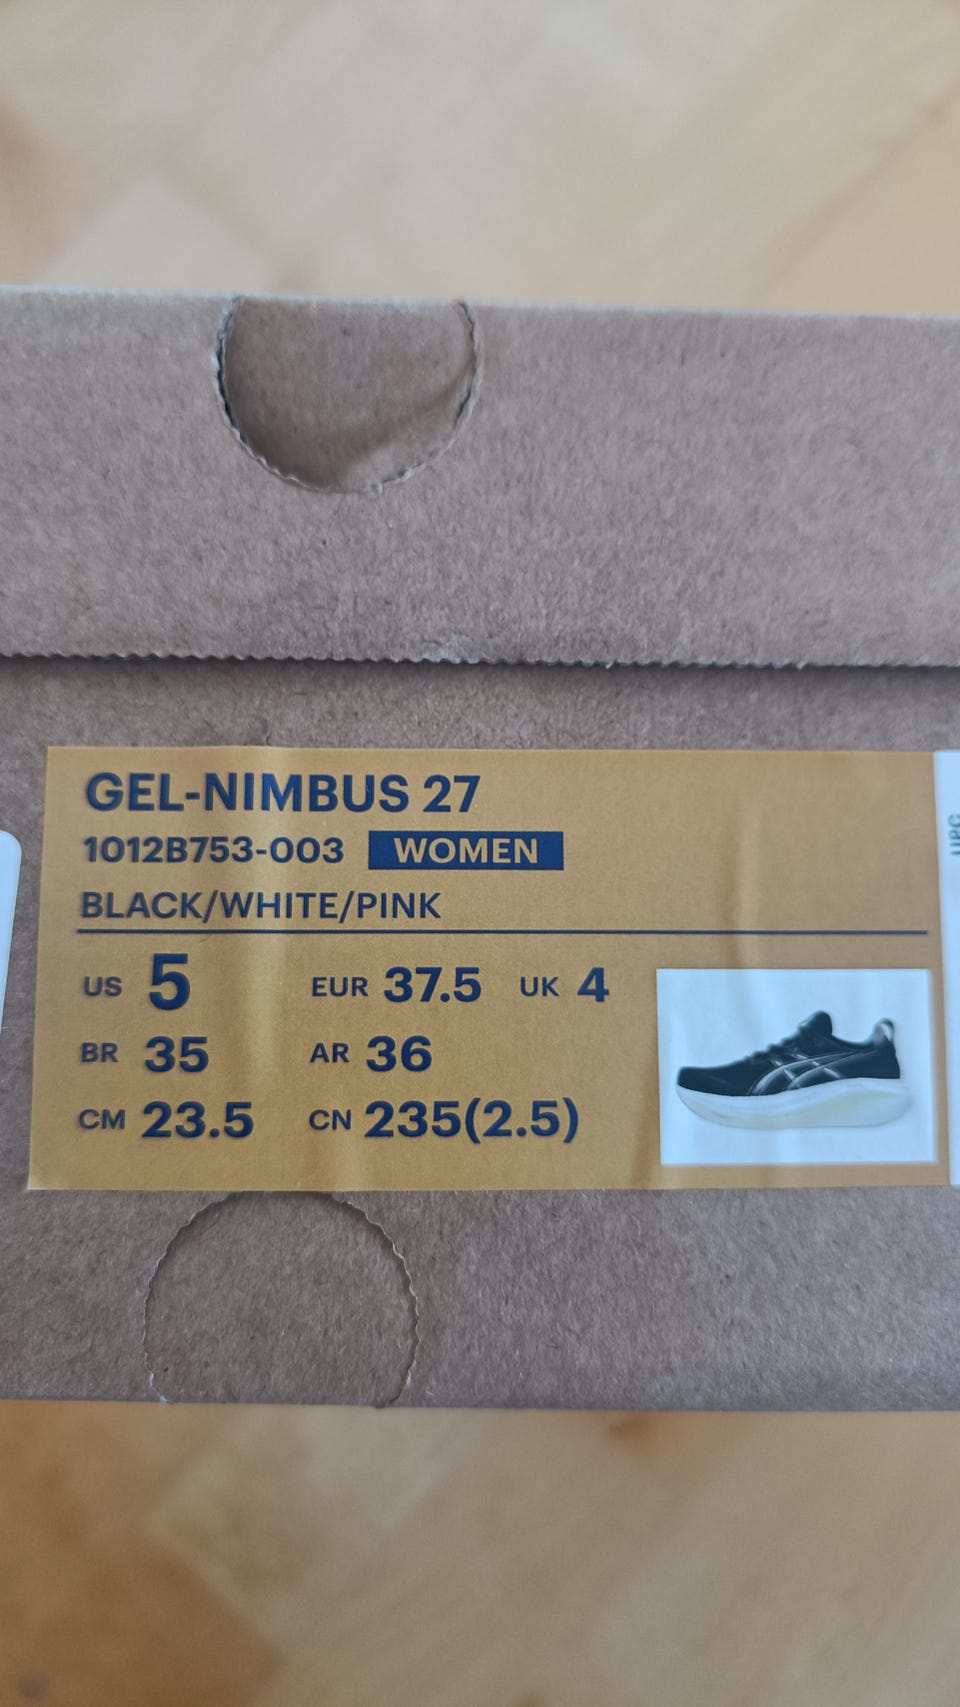 GEL-NIMBUS 27
1012B753-003 WOMEN
BLACK/WHITE/PINK
US 5 EUR 37.5 UK 4
BR 35 AR 36
CM 23.5 CN 235(2.5)
UPC